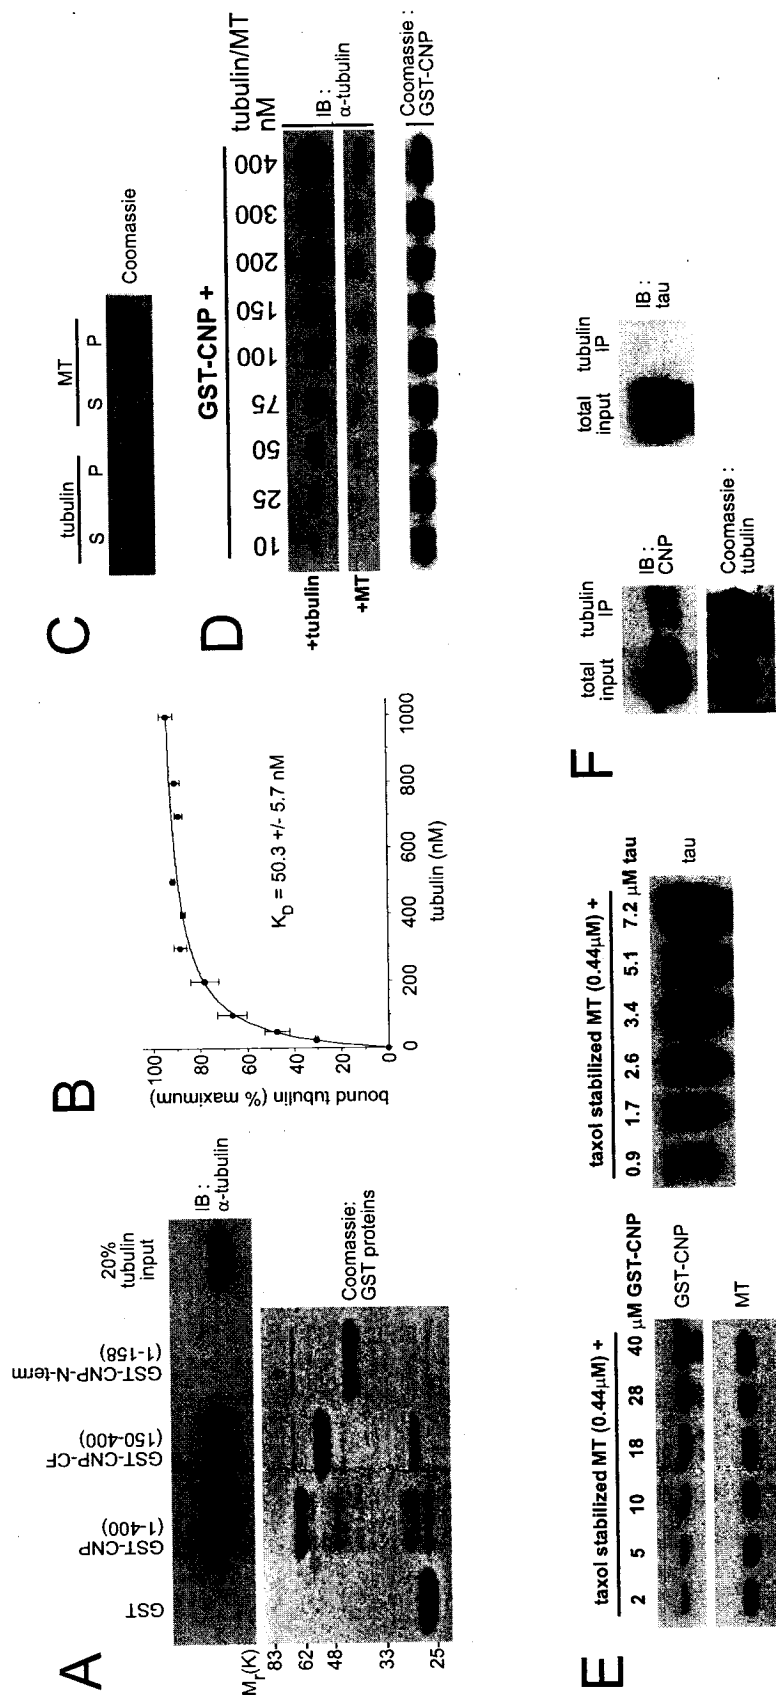 A
GST
GST-CNP
(1-400)
GST-CNP-CF
(150-400)
GST-CNP-N-term
(1-158)
20%
tubulin
input
IB :
α-tubulin
Mr(K)
83-
62-
48-
33-
25-
Coomassie:
GST proteins
B
bound tubulin (% maximum)
100
80
60
40
20
0
0 200 400 600 800 1000
tubulin (nM)
KD = 50.3 +/- 5.7 nM
C
tubulin MT
S P S P
Coomassie
D
GST-CNP +
10 25 50 75 100 150 200 300 400
tubulin/MT
nM
+tubulin
+MT
IB :
α-tubulin
Coomassie :
GST-CNP
E
taxol stabilized MT (0.44µM) +
2 5 10 18 28 40 µM GST-CNP
GST-CNP
MT
taxol stabilized MT (0.44µM) +
0.9 1.7 2.6 3.4 5.1 7.2 µM tau
tau
F
total
input
tubulin
IP
IB :
CNP
Coomassie :
tubulin
total
input
tubulin
IP
IB :
tau